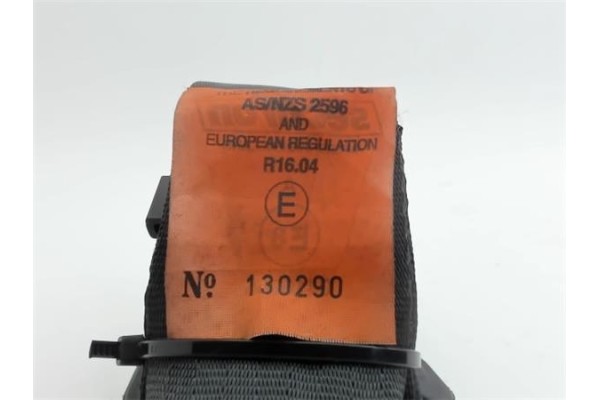 AS/NZS 2596
AND
EUROPEAN REGULATION
R16.04
E
Nº 130290